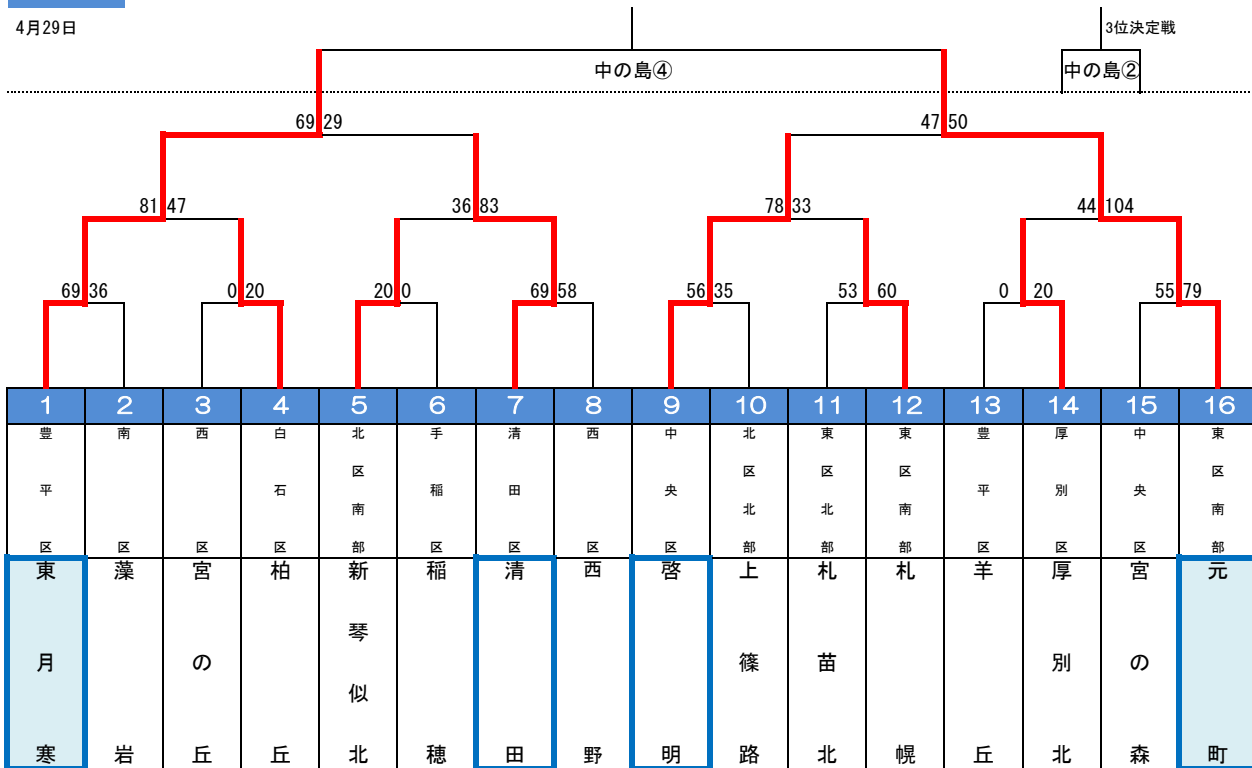 4月29日
3位決定戦
中の島④
中の島②
69 29
47 50
81 47
36 83
78 33
44 104
69 36
0 20
20 0
69 58
56 35
53 60
0 20
55 79
1 2 3 4 5 6 7 8 9 10 11 12 13 14 15 16
豊平区
南区
西区
白石区
北区南部
手稲区
清田区
西区
中央区
北区北部
東区北部
東区南部
豊平区
厚別区
中央区
東区南部
東月寒
藻岩
宮の丘
柏丘
新琴似北
稲穂
清田
西野
啓明
上篠路
札苗北
札幌
羊丘
厚別北
宮の森
元町